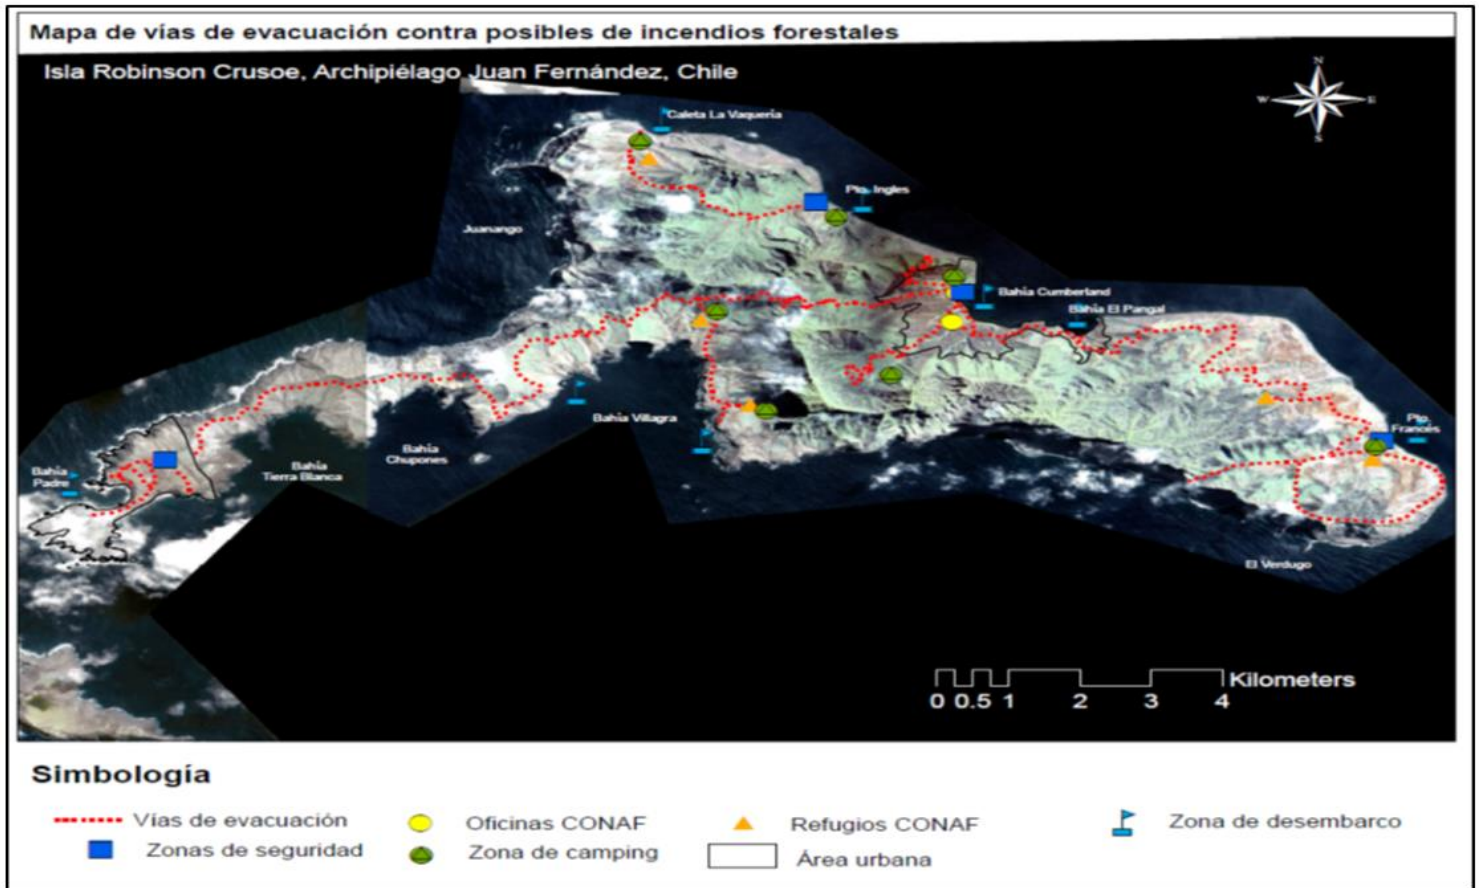 Mapa de vías de evacuación contra posibles de incendios forestales
Isla Robinson Crusoe, Archipiélago Juan Fernández, Chile
N
W
E
S
Caleta La Vaquería
Pto. Ingles
Juanango
Bahía Cumberland
Bahía El Pangal
Bahía Villagra
Pto.
Francés
Bahía
Chupones
Bahía
Tierra Blanca
Bahía
Padre
El Verdugo
Kilometers
0 0.5 1 2 3 4
Simbología
Vías de evacuación
Oficinas CONAF
Refugios CONAF
Zona de desembarco
Zonas de seguridad
Zona de camping
Área urbana